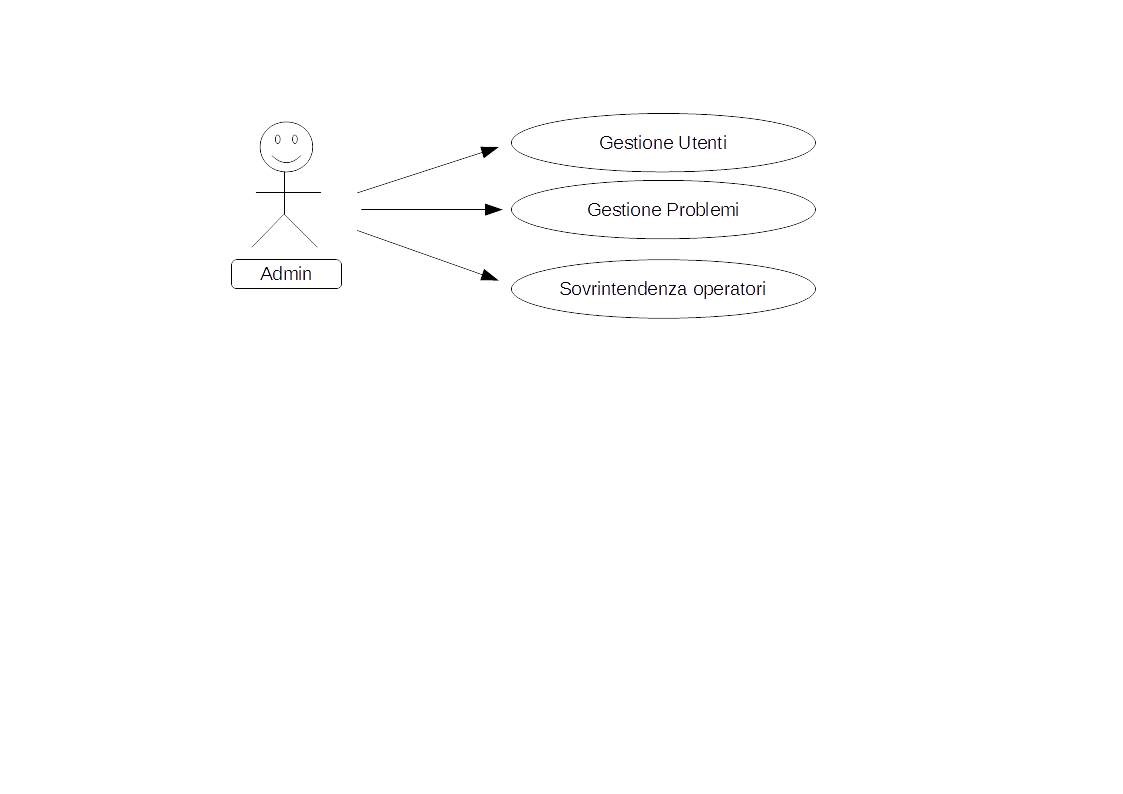 Gestione Utenti
Gestione Problemi
Admin
Sovrintendenza operatori